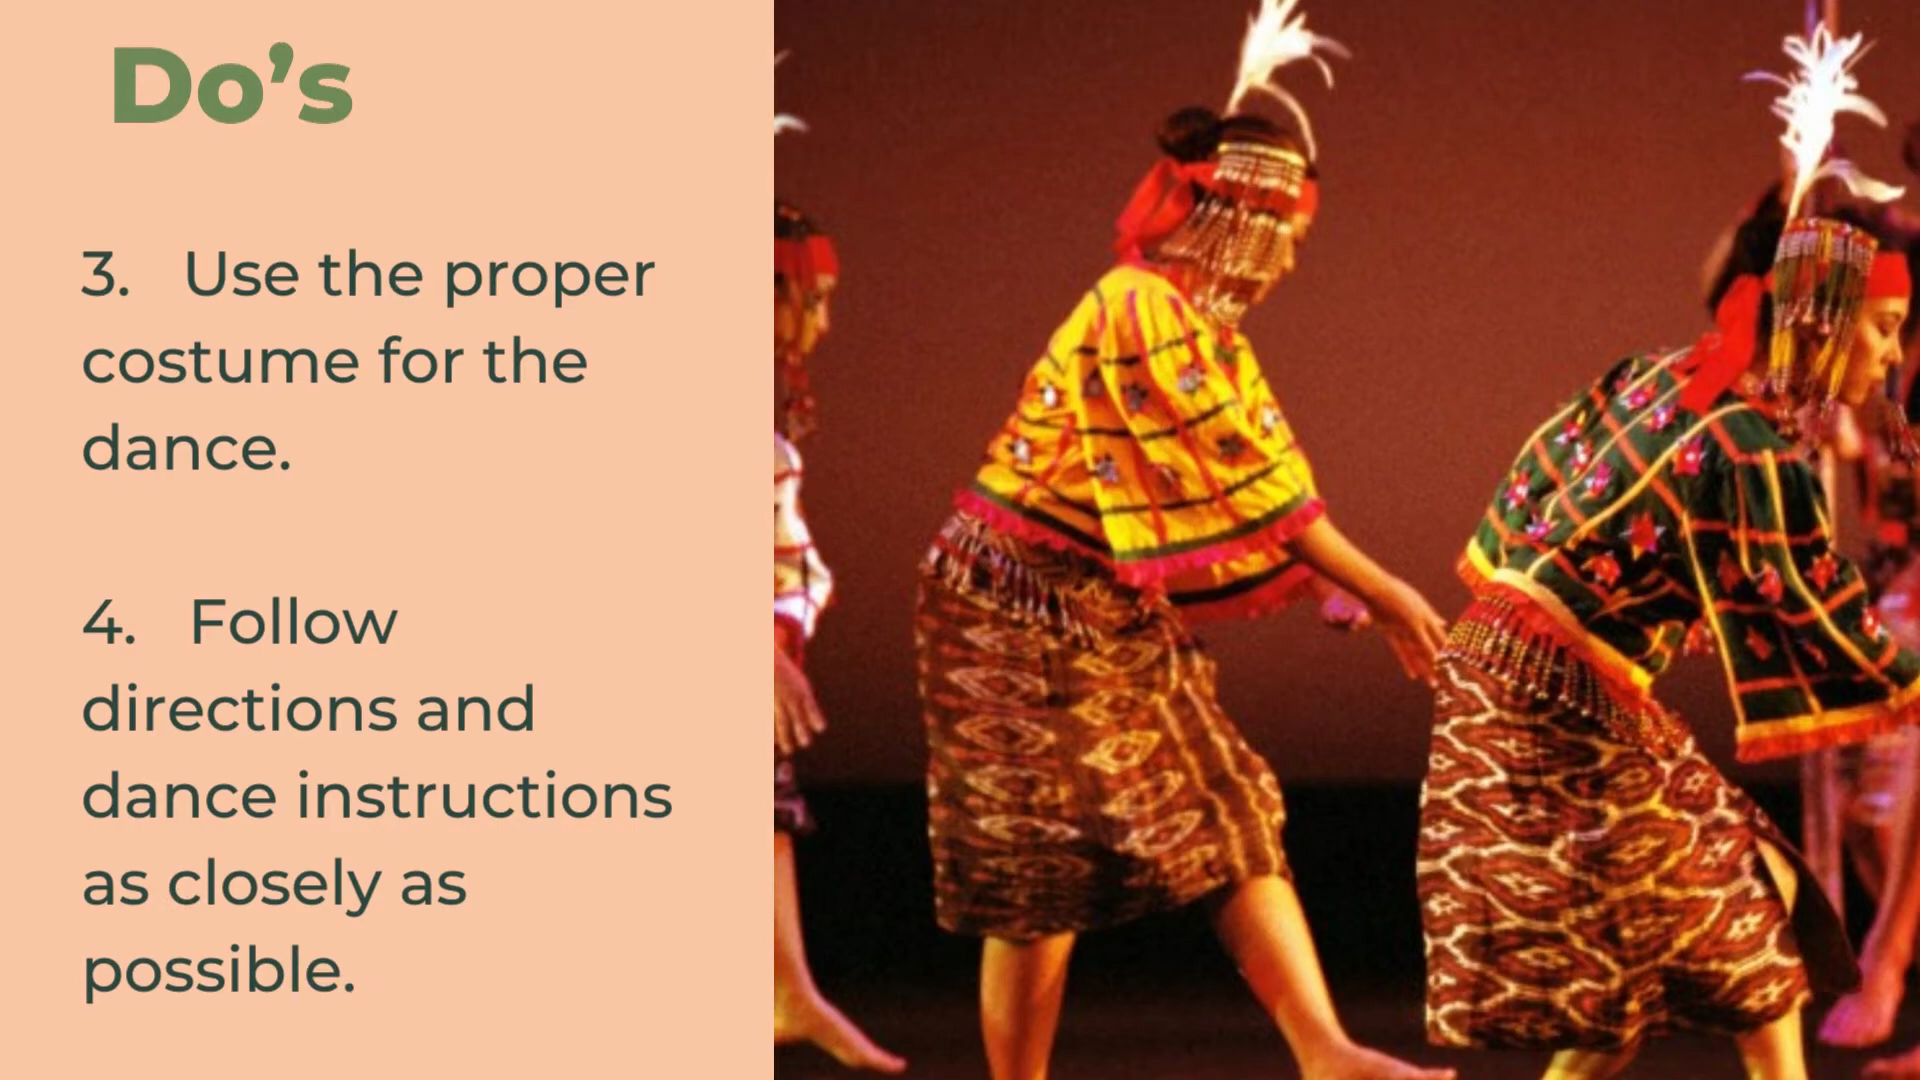 Do’s
3. Use the proper
costume for the
dance.
4. Follow
directions and
dance instructions
as closely as
possible.